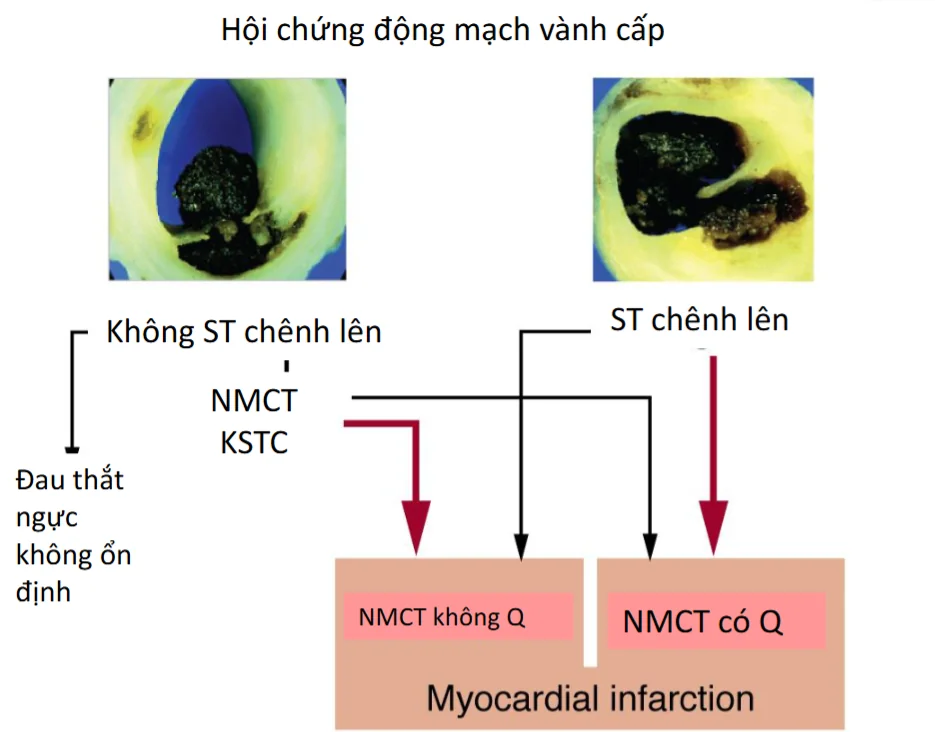 Hội chứng động mạch vành cấp
Không ST chênh lên
ST chênh lên
NMCT
KSTC
Đau thắt
ngực
không ổn
định
NMCT không Q
NMCT có Q
Myocardial infarction